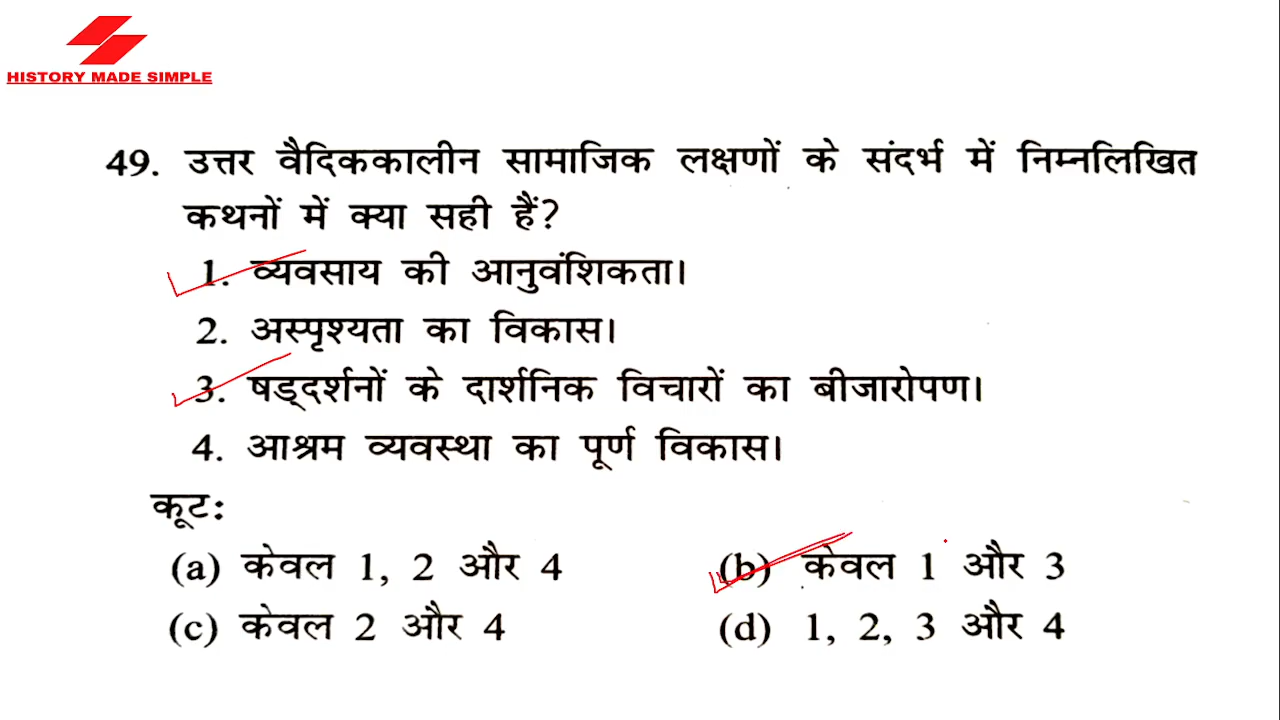 HISTORY MADE SIMPLE
49. उत्तर वैदिककालीन सामाजिक लक्षणों के संदर्भ में निम्नलिखित
कथनों में क्या सही हैं?
1. व्यवसाय की आनुवंशिकता।
2. अस्पृश्यता का विकास।
3. षड्दर्शनों के दार्शनिक विचारों का बीजारोपण।
4. आश्रम व्यवस्था का पूर्ण विकास।
कूटः
(a) केवल 1, 2 और 4 (b) केवल 1 और 3
(c) केवल 2 और 4 (d) 1, 2, 3 और 4